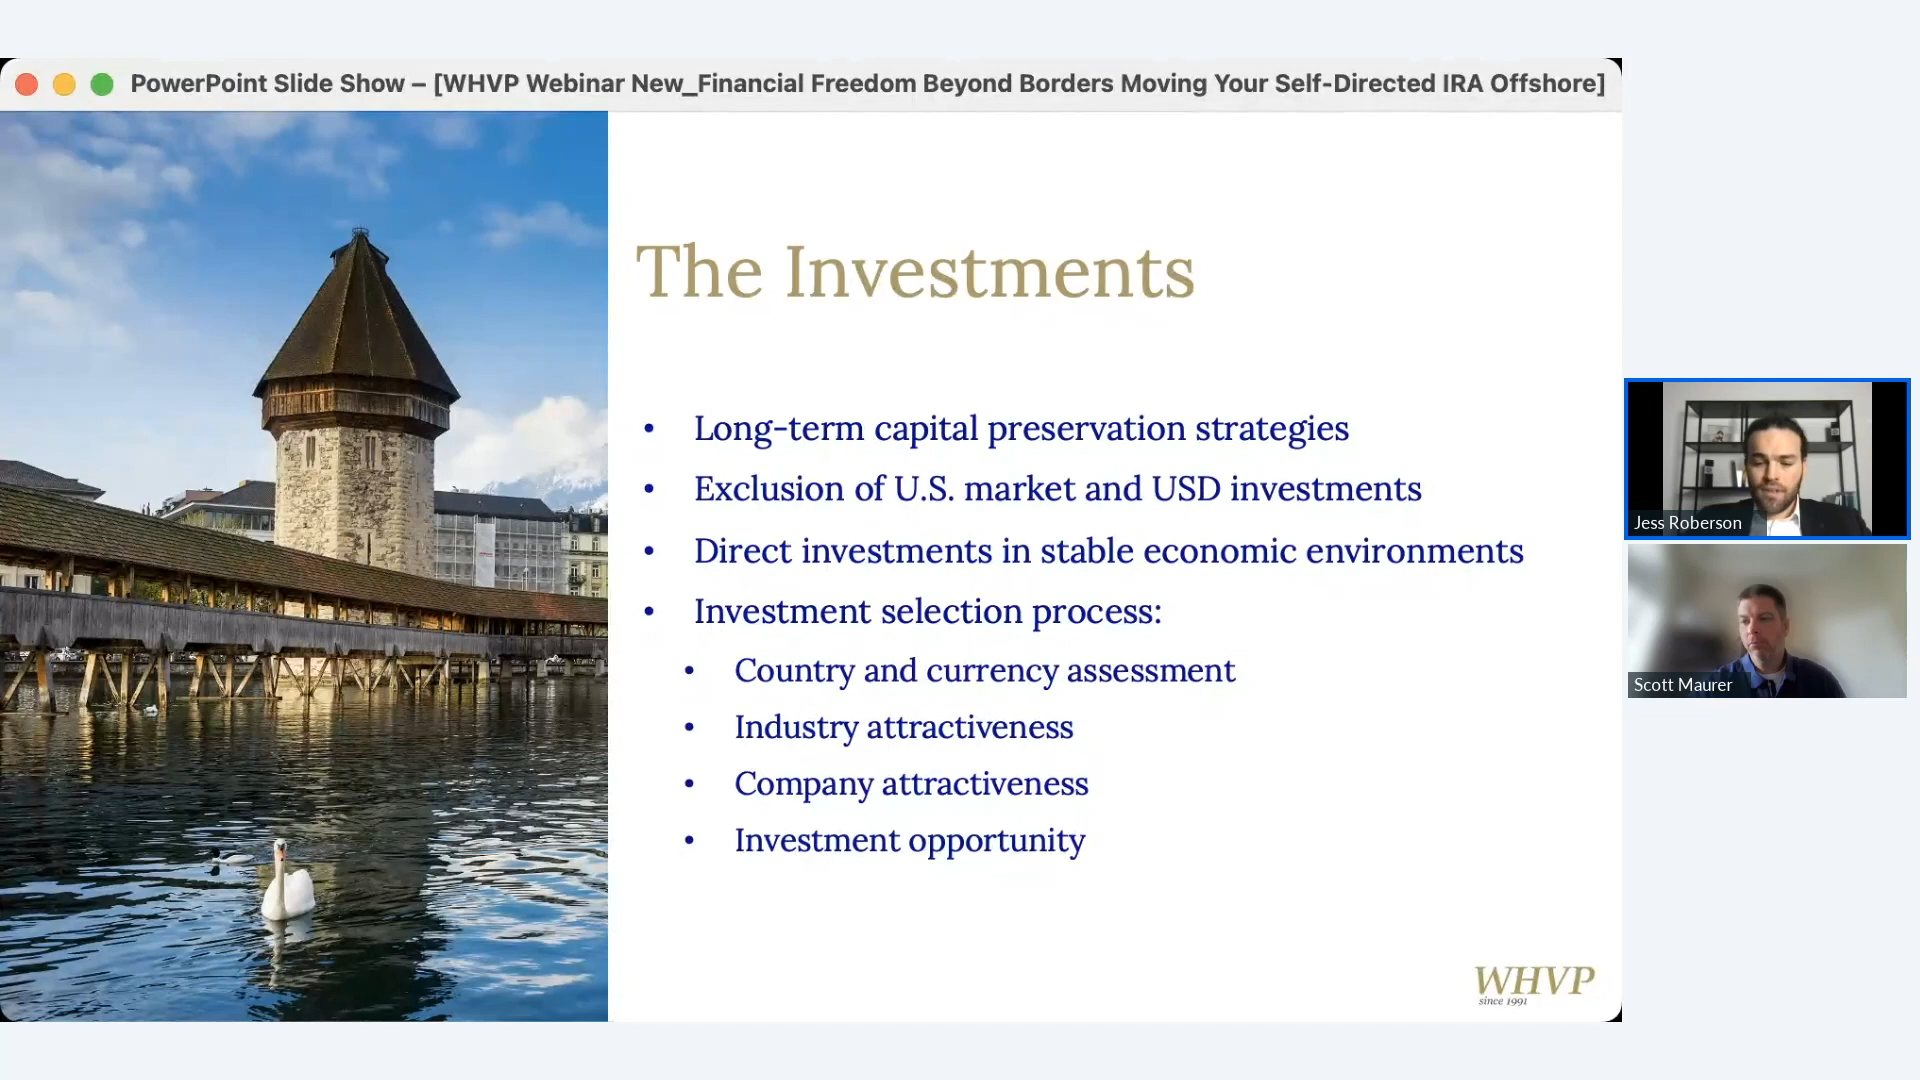 PowerPoint Slide Show – [WHVP Webinar New_Financial Freedom Beyond Borders Moving Your Self-Directed IRA Offshore]
The Investments
• Long-term capital preservation strategies
• Exclusion of U.S. market and USD investments
• Direct investments in stable economic environments
• Investment selection process:
• Country and currency assessment
• Industry attractiveness
• Company attractiveness
• Investment opportunity
WHVP
since 1991
Jess Roberson
Scott Maurer